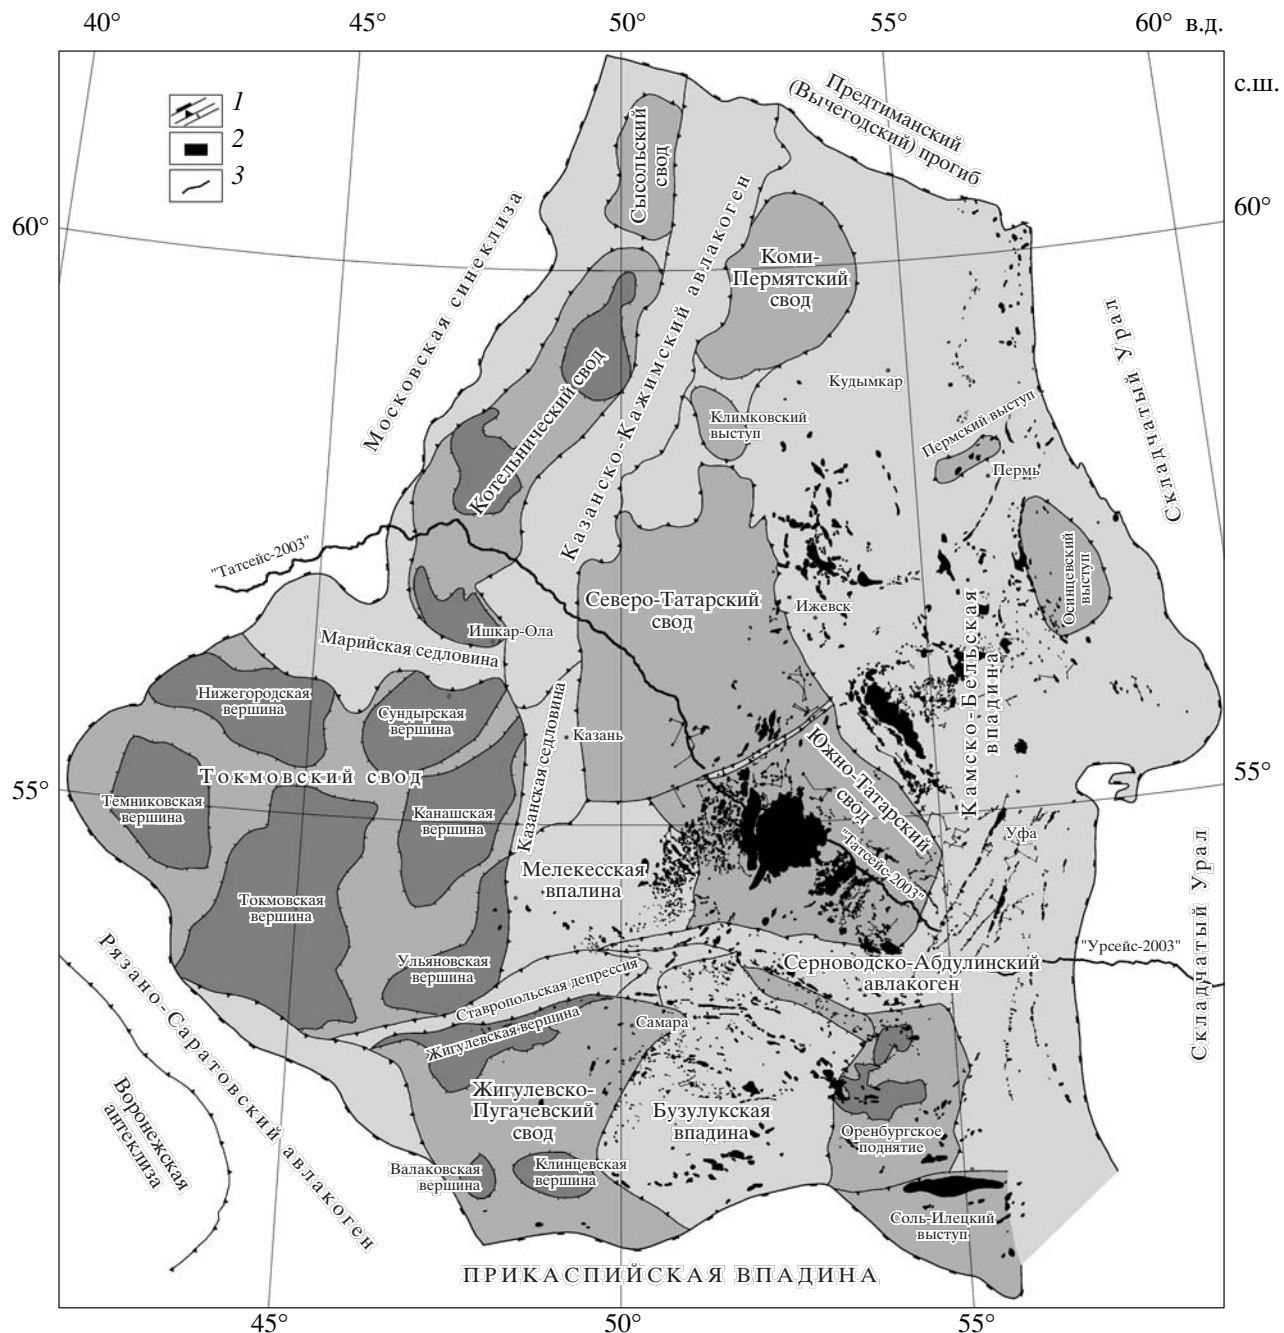 40° 45° 50° 55° 60° в.д.
с.ш.
1
2
3
Предтиманский
(Вычегодский) прогиб
Сысольский
свод
60°
60°
Московская синеклиза
Казанско-Кажимский авлакоген
Коми-
Пермятский
свод
Складчатый Урал
Котельнический свод
Кудымкар
Климковский
выступ
Пермский выступ
Пермь
"Татсейс-2003"
Осинцевский
выступ
Северо-Татарский
свод
Ижевск
Ишкар-Ола
Марийская седловина
Камско-Бельская
впадина
Нижегородская
вершина
Сундырская
вершина
Казанская седловина
Казань
Южно-Татарский
свод
Токмовский свод
55°
55°
Темниковская
вершина
Канашская
вершина
Уфа
"Татсейс-2003"
Мелекесская
впалина
Складчатый Урал
Токмовская
вершина
Рязано-Саратовский авлакоген
"Урсейс-2003"
Ульяновская
вершина
Серноводско-Абдулинский
авлакоген
Ставропольская депрессия
Самара
Жигулевская вершина
Воронежская
антеклиза
Жигулевско-
Пугачевский
свод
Бузулукская
впадина
Оренбургское
поднятие
Валаковская
вершина
Клинцевская
вершина
Соль-Илецкий
выступ
ПРИКАСПИЙСКАЯ ВПАДИНА
45° 50° 55°